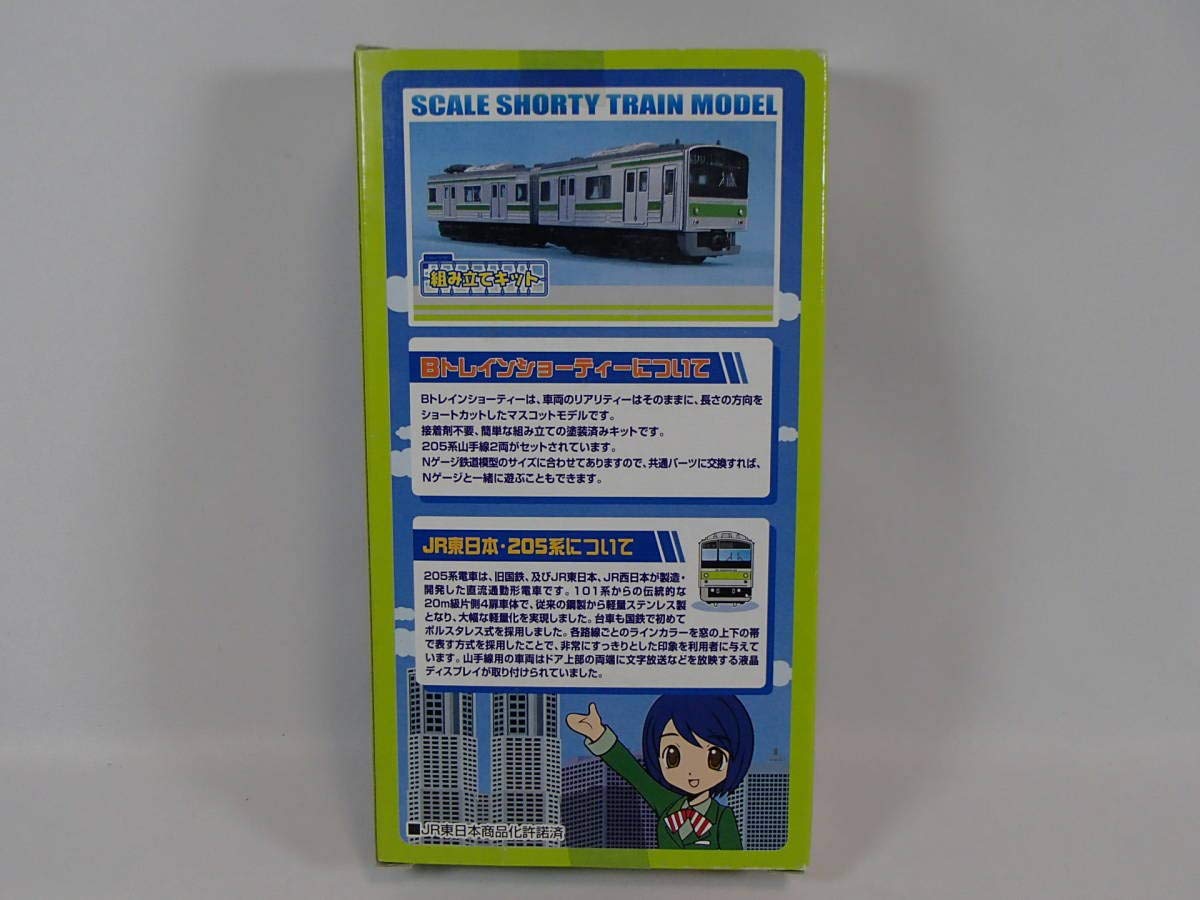 SCALE SHORTY TRAIN MODEL
組み立てキット
Bトレインショーティーについて
Bトレインショーティーは、車両のリアリティーはそのままに、長さの方向を
ショートカットしたマスコットモデルです。
接着剤不要、簡単な組み立ての塗装済みキットです。
205系山手線2両がセットされています。
Nゲージ鉄道模型のサイズに合わせてありますので、共通パーツに交換すれば、
Nゲージと一緒に遊ぶこともできます。
JR東日本・205系について
205系電車は、旧国鉄、及びJR東日本、JR西日本が製造・
開発した直流通勤形電車です。101系からの伝統的な
20m級片側4扉車体で、従来の鋼製から軽量ステンレス製
となり、大幅な軽量化を実現しました。台車も国鉄で初めて
ボルスタレス式を採用しました。各路線ごとのラインカラーを窓の上下の帯
で表す方式を採用したことで、非常にすっきりとした印象を利用者に与えて
います。山手線用の車両はドア上部の両端に文字放送などを放映する液晶
ディスプレイが取り付けられていました。
■JR東日本商品化許諾済